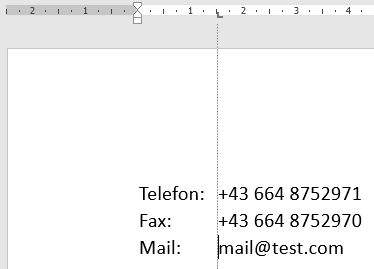 2 1 1 2 3 4
Telefon: +43 664 8752971
Fax: +43 664 8752970
Mail: mail@test.com